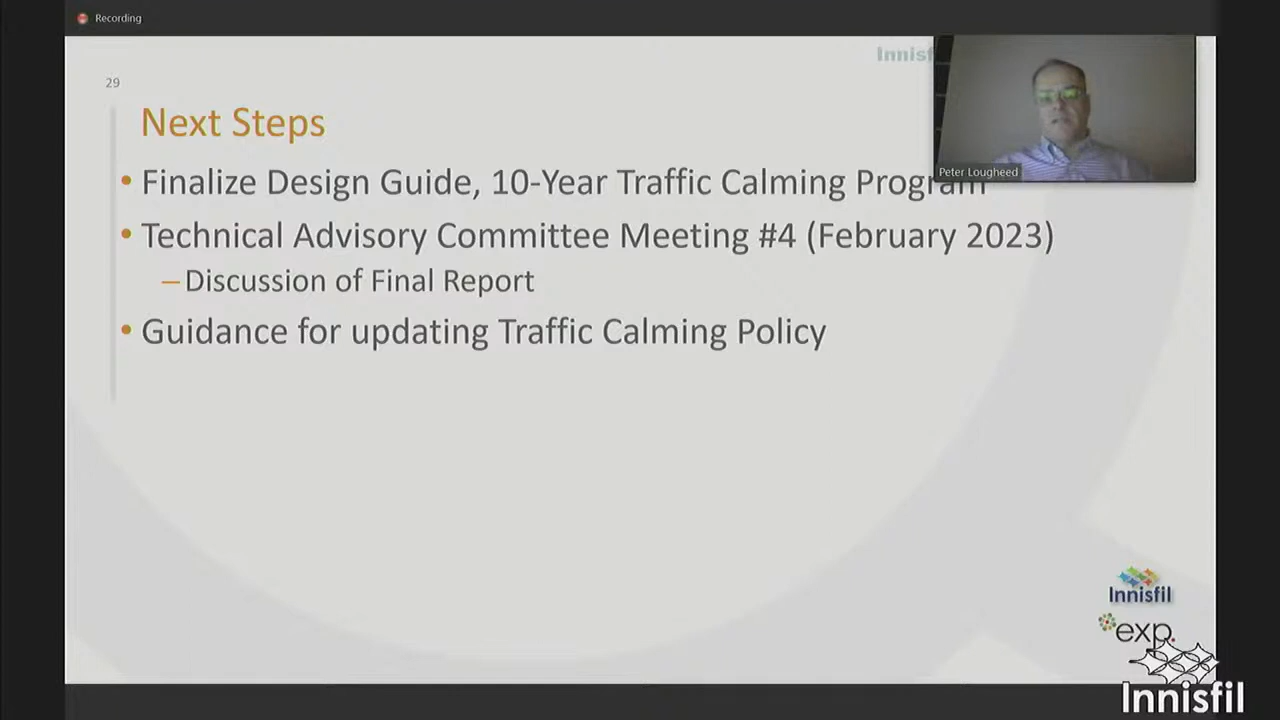 Recording
Innisf
29
Next Steps
Peter Lougheed
• Finalize Design Guide, 10-Year Traffic Calming Program
• Technical Advisory Committee Meeting #4 (February 2023)
–Discussion of Final Report
• Guidance for updating Traffic Calming Policy
Innisfil
exp.
Innisfil